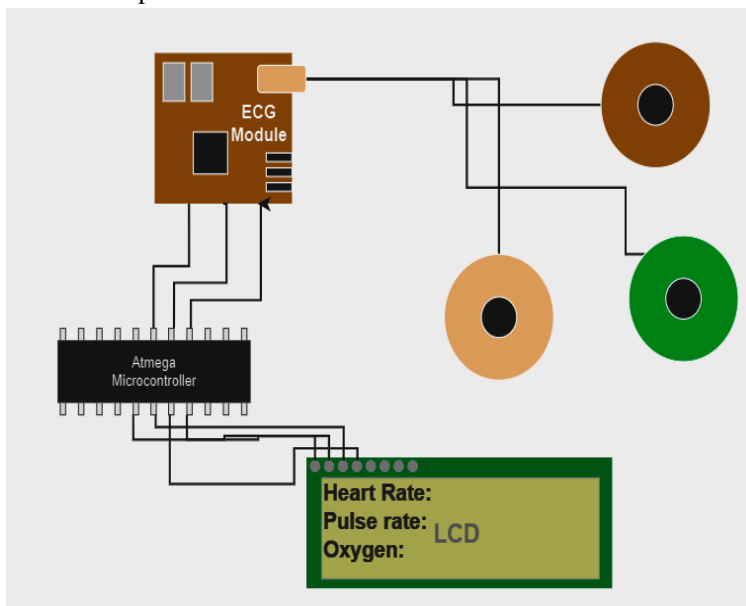 ECG
Module
Atmega
Microcontroller
Heart Rate:
Pulse rate:
LCD
Oxygen: